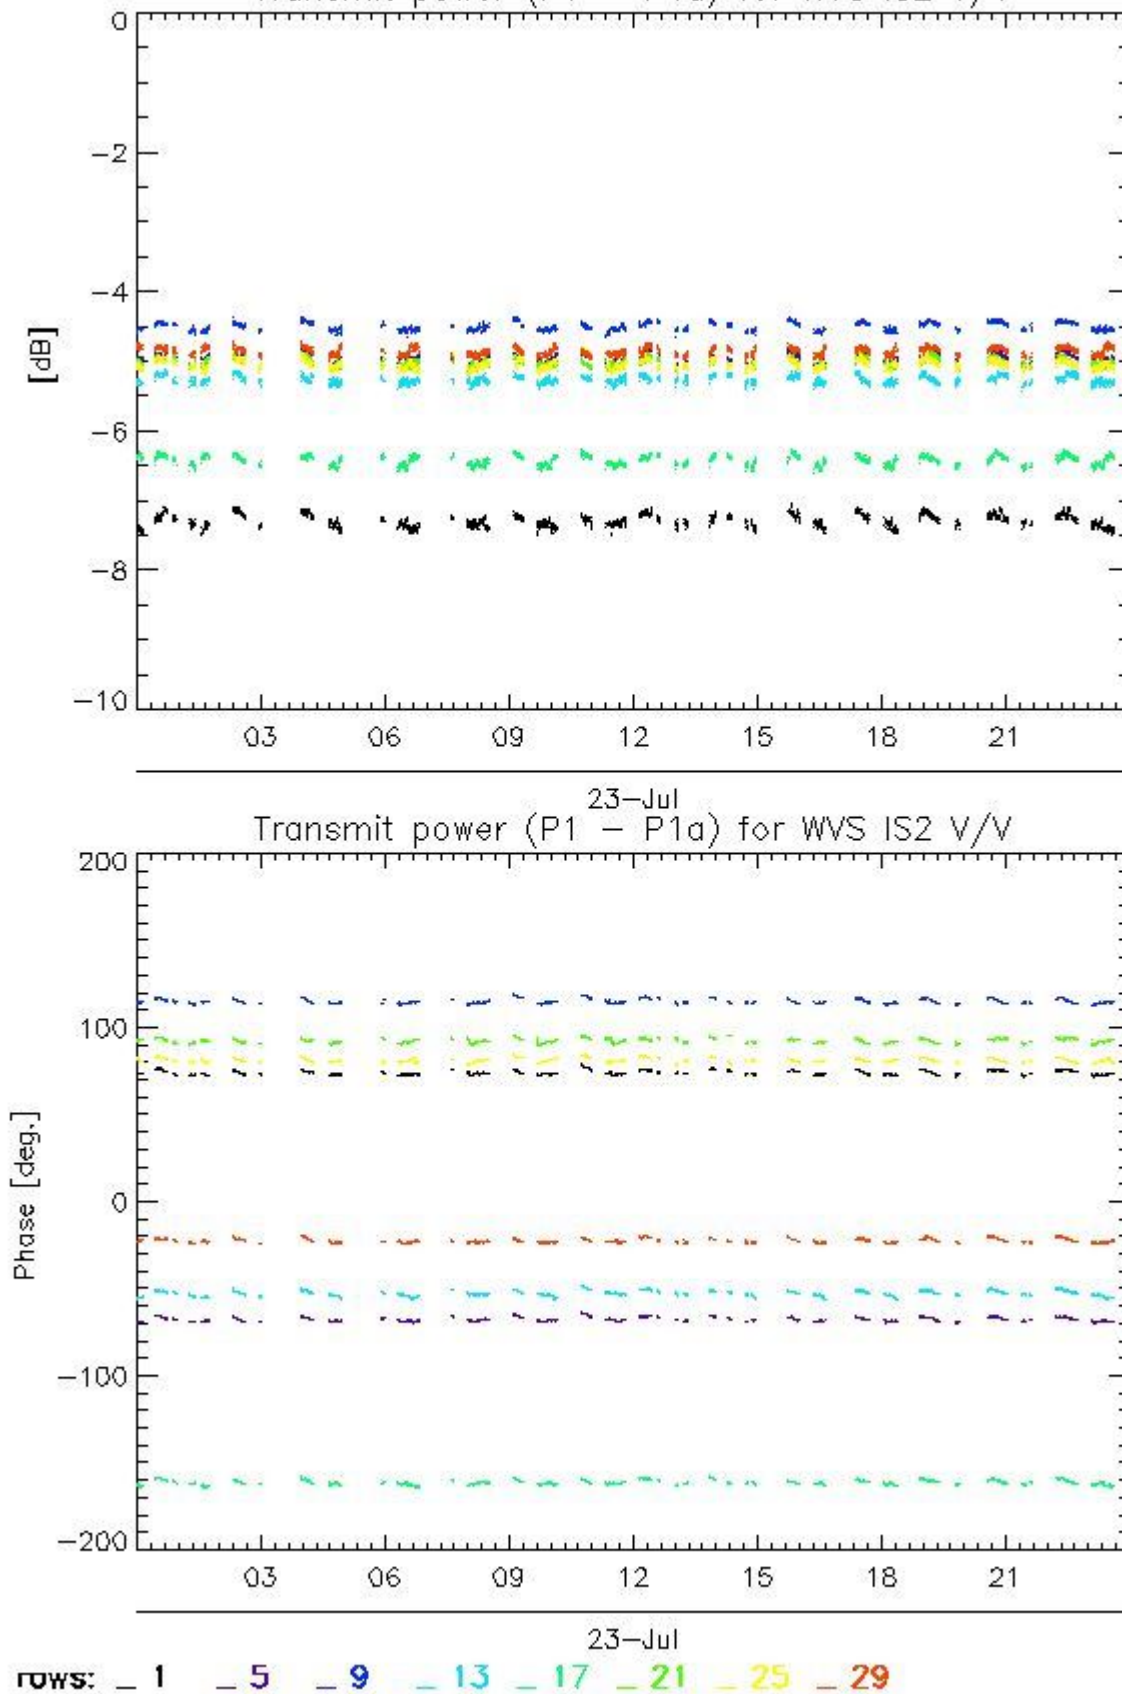 0
−2
−4
[dB]
−6
−8
−10
03 06 09 12 15 18 21
23−Jul
Transmit power (P1 − P1a) for WVS IS2 V/V
200
100
0
Phase [deg.]
−100
−200
03 06 09 12 15 18 21
23−Jul
rows: _ 1 _ 5 _ 9 _ 13 _ 17 _ 21 _ 25 _ 29